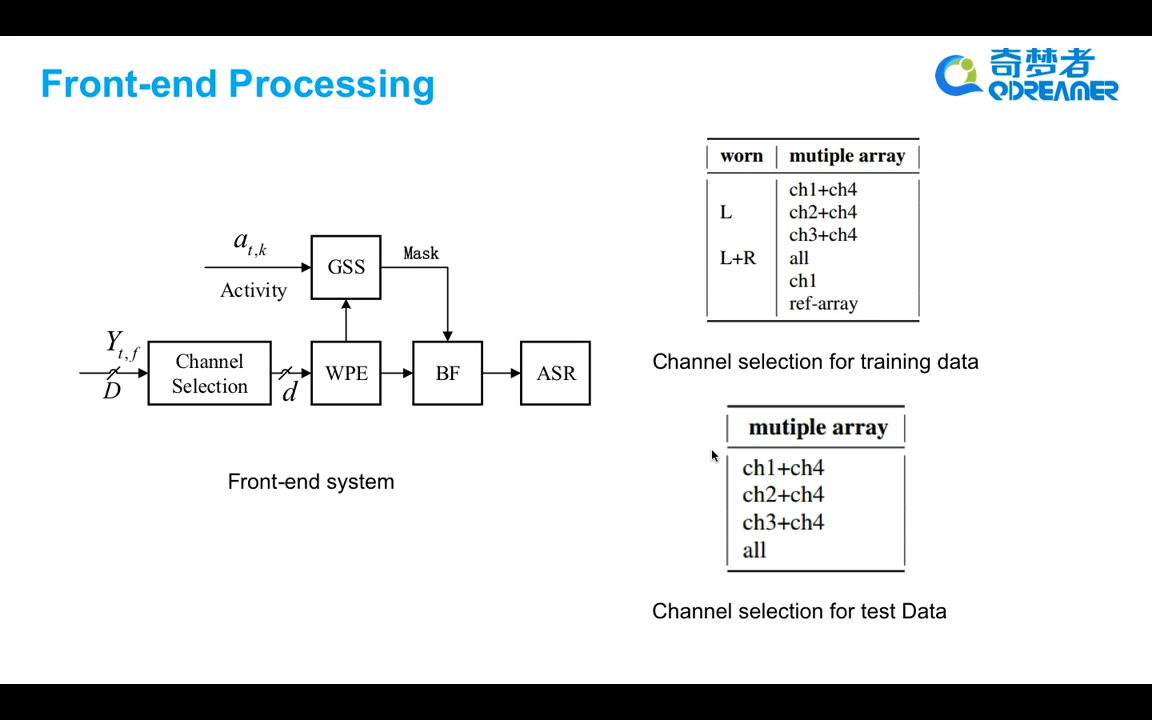 Front-end Processing
奇梦者
QDREAMER
a_{t,k}
Activity
GSS
Mask
Y_{t,f}
D
Channel
Selection
d
WPE
BF
ASR
Front-end system
worn mutiple array
ch1+ch4
L ch2+ch4
ch3+ch4
L+R all
ch1
ref-array
Channel selection for training data
mutiple array
ch1+ch4
ch2+ch4
ch3+ch4
all
Channel selection for test Data